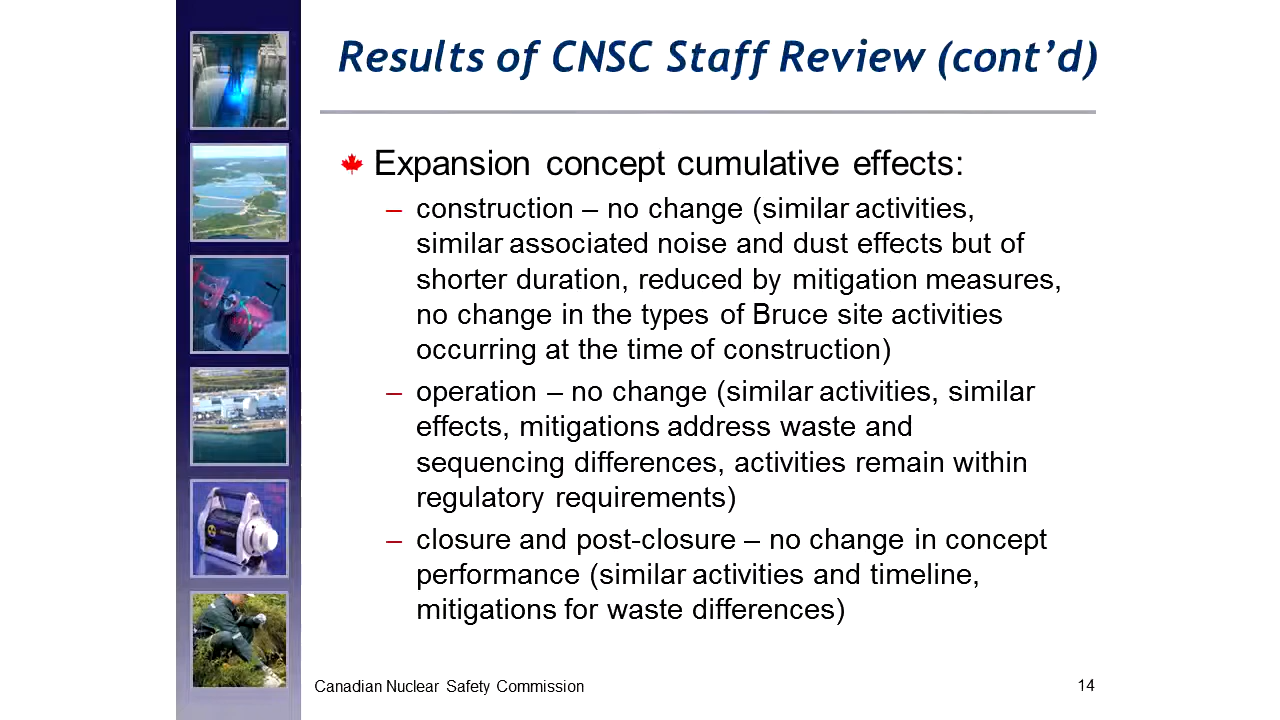 Results of CNSC Staff Review (cont’d)
Expansion concept cumulative effects:
– construction – no change (similar activities,
similar associated noise and dust effects but of
shorter duration, reduced by mitigation measures,
no change in the types of Bruce site activities
occurring at the time of construction)
– operation – no change (similar activities, similar
effects, mitigations address waste and
sequencing differences, activities remain within
regulatory requirements)
– closure and post-closure – no change in concept
performance (similar activities and timeline,
mitigations for waste differences)
Canadian Nuclear Safety Commission
14